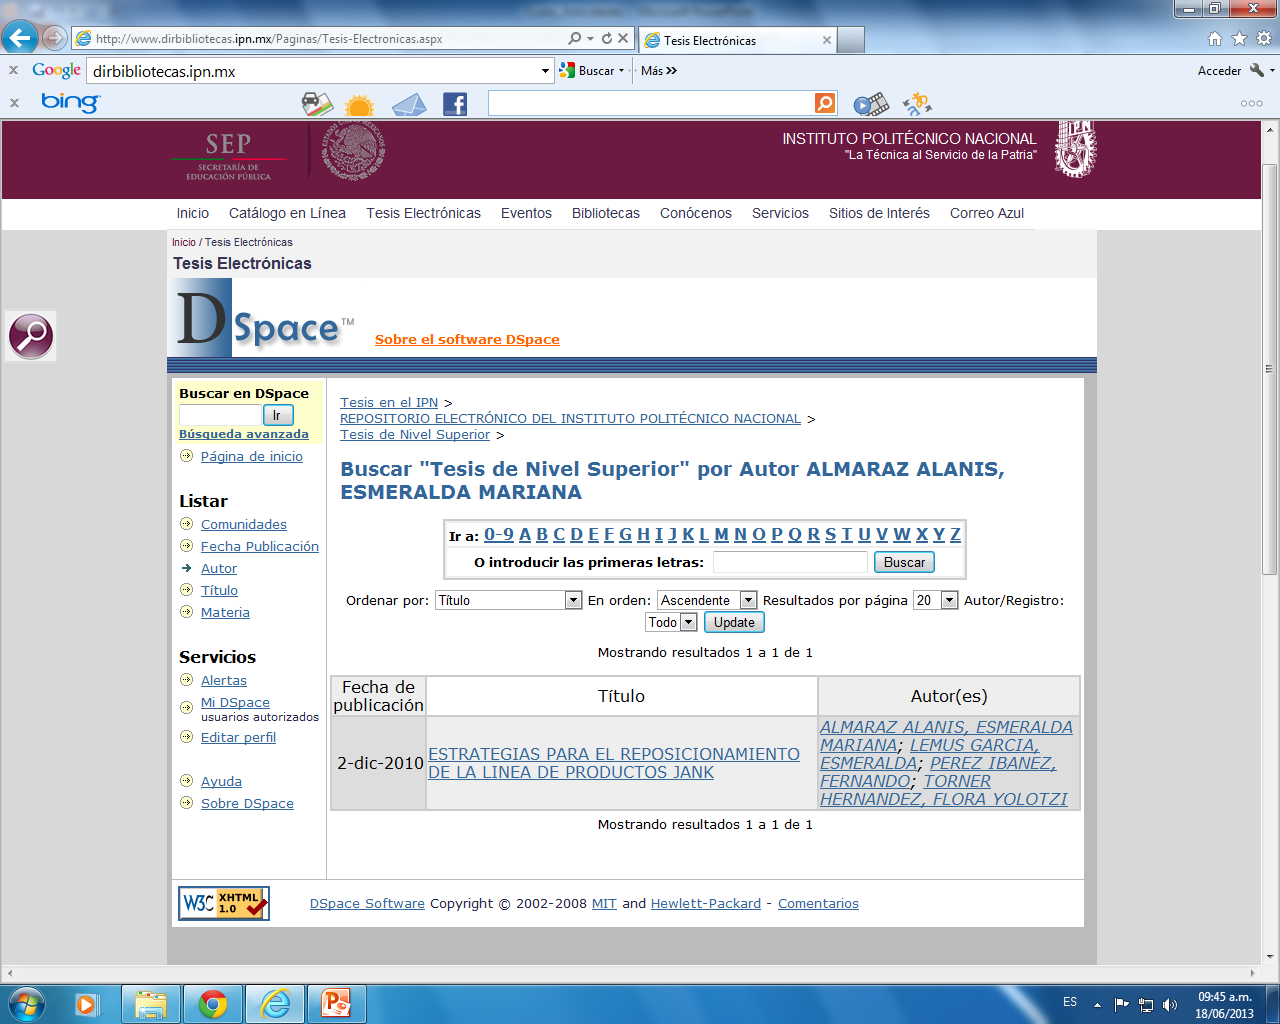 http://www.dirbibliotecas.ipn.mx/Paginas/Tesis-Electronicas.aspx
Tesis Electrónicas
x Google dirbibliotecas.ipn.mx Buscar Más Acceder
x bing
SEP
SECRETARÍA DE
EDUCACIÓN PÚBLICA
INSTITUTO POLITÉCNICO NACIONAL
"La Técnica al Servicio de la Patria"
IPN
Inicio Catálogo en Línea Tesis Electrónicas Eventos Bibliotecas Conócenos Servicios Sitios de Interés Correo Azul
Inicio / Tesis Electrónicas
Tesis Electrónicas
DSpace™ Sobre el software DSpace
Buscar en DSpace
Ir
Búsqueda avanzada
Página de inicio
Listar
Comunidades
Fecha Publicación
Autor
Título
Materia
Servicios
Alertas
Mi DSpace
usuarios autorizados
Editar perfil
Ayuda
Sobre DSpace
Tesis en el IPN >
REPOSITORIO ELECTRÓNICO DEL INSTITUTO POLITÉCNICO NACIONAL >
Tesis de Nivel Superior >
Buscar "Tesis de Nivel Superior" por Autor ALMARAZ ALANIS,
ESMERALDA MARIANA
Ir a: 0-9 A B C D E F G H I J K L M N O P Q R S T U V W X Y Z
O introducir las primeras letras: Buscar
Ordenar por: Título En orden: Ascendente Resultados por página 20 Autor/Registro:
Todo Update
Mostrando resultados 1 a 1 de 1
Fecha de
publicación
Título
Autor(es)
2-dic-2010
ESTRATEGIAS PARA EL REPOSICIONAMIENTO
DE LA LINEA DE PRODUCTOS JANK
ALMARAZ ALANIS, ESMERALDA
MARIANA; LEMUS GARCIA,
ESMERALDA; PEREZ IBANEZ,
FERNANDO; TORNER
HERNANDEZ, FLORA YOLOTZI
Mostrando resultados 1 a 1 de 1
W3C XHTML
1.0
DSpace Software Copyright © 2002-2008 MIT and Hewlett-Packard - Comentarios
ES
09:45 a.m.
18/06/2013